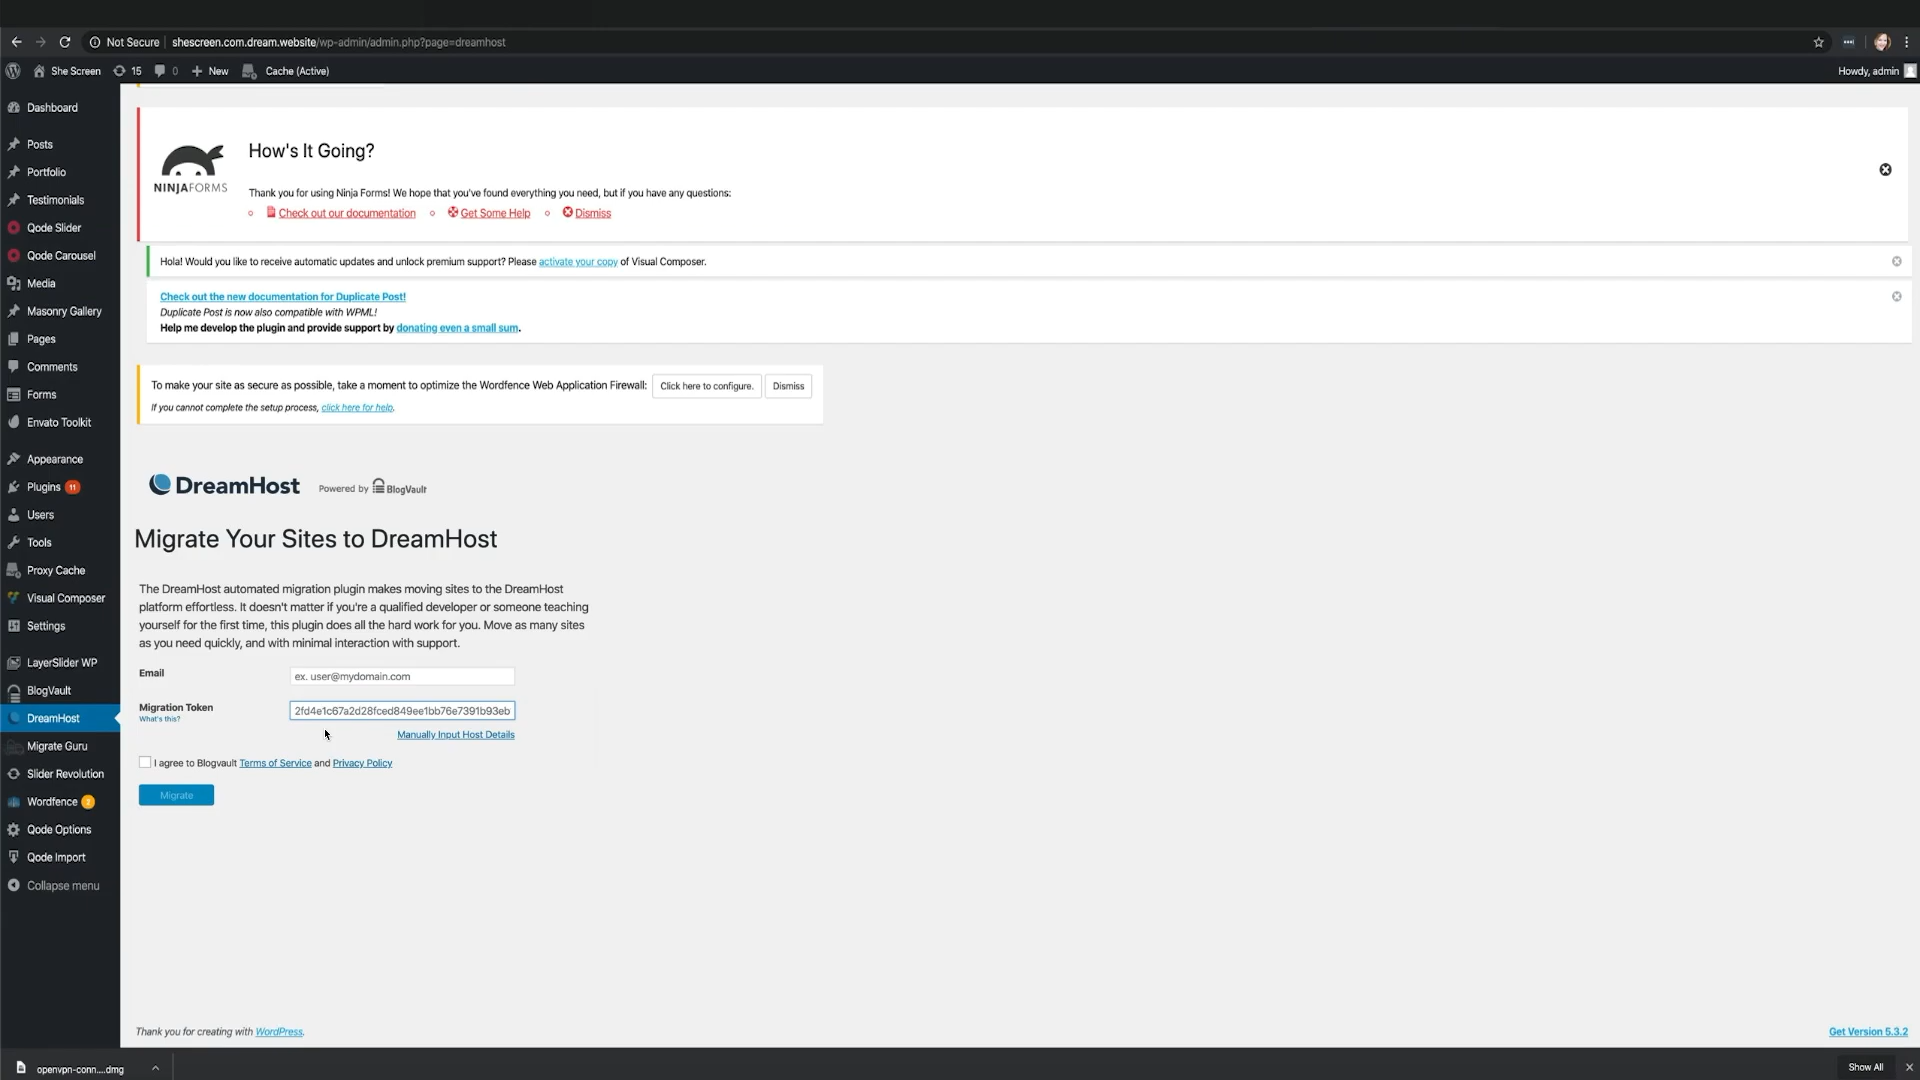 Not Secure shescreen.com.dream.website/wp-admin/admin.php?page=dreamhost
She Screen 15 0 New Cache (Active) Howdy, admin
Dashboard
Posts
Portfolio
Testimonials
Qode Slider
Qode Carousel
Media
Masonry Gallery
Pages
Comments
Forms
Envato Toolkit
Appearance
Plugins 11
Users
Tools
Proxy Cache
Visual Composer
Settings
LayerSlider WP
BlogVault
DreamHost
Migrate Guru
Slider Revolution
Wordfence 2
Qode Options
Qode Import
Collapse menu
NINJAFORMS
How's It Going?
Thank you for using Ninja Forms! We hope that you've found everything you need, but if you have any questions:
Check out our documentation Get Some Help Dismiss
Hola! Would you like to receive automatic updates and unlock premium support? Please activate your copy of Visual Composer.
Check out the new documentation for Duplicate Post!
Duplicate Post is now also compatible with WPML!
Help me develop the plugin and provide support by donating even a small sum.
To make your site as secure as possible, take a moment to optimize the Wordfence Web Application Firewall: Click here to configure. Dismiss
If you cannot complete the setup process, click here for help.
DreamHost Powered by BlogVault
Migrate Your Sites to DreamHost
The DreamHost automated migration plugin makes moving sites to the DreamHost
platform effortless. It doesn't matter if you're a qualified developer or someone teaching
yourself for the first time, this plugin does all the hard work for you. Move as many sites
as you need quickly, and with minimal interaction with support.
Email ex. user@mydomain.com
Migration Token 2fd4e1c67a2d28fced849ee1bb76e7391b93eb
What's this?
Manually Input Host Details
I agree to Blogvault Terms of Service and Privacy Policy
Migrate
Thank you for creating with WordPress. Get Version 5.3.2
openvpn-conn....dmg Show All